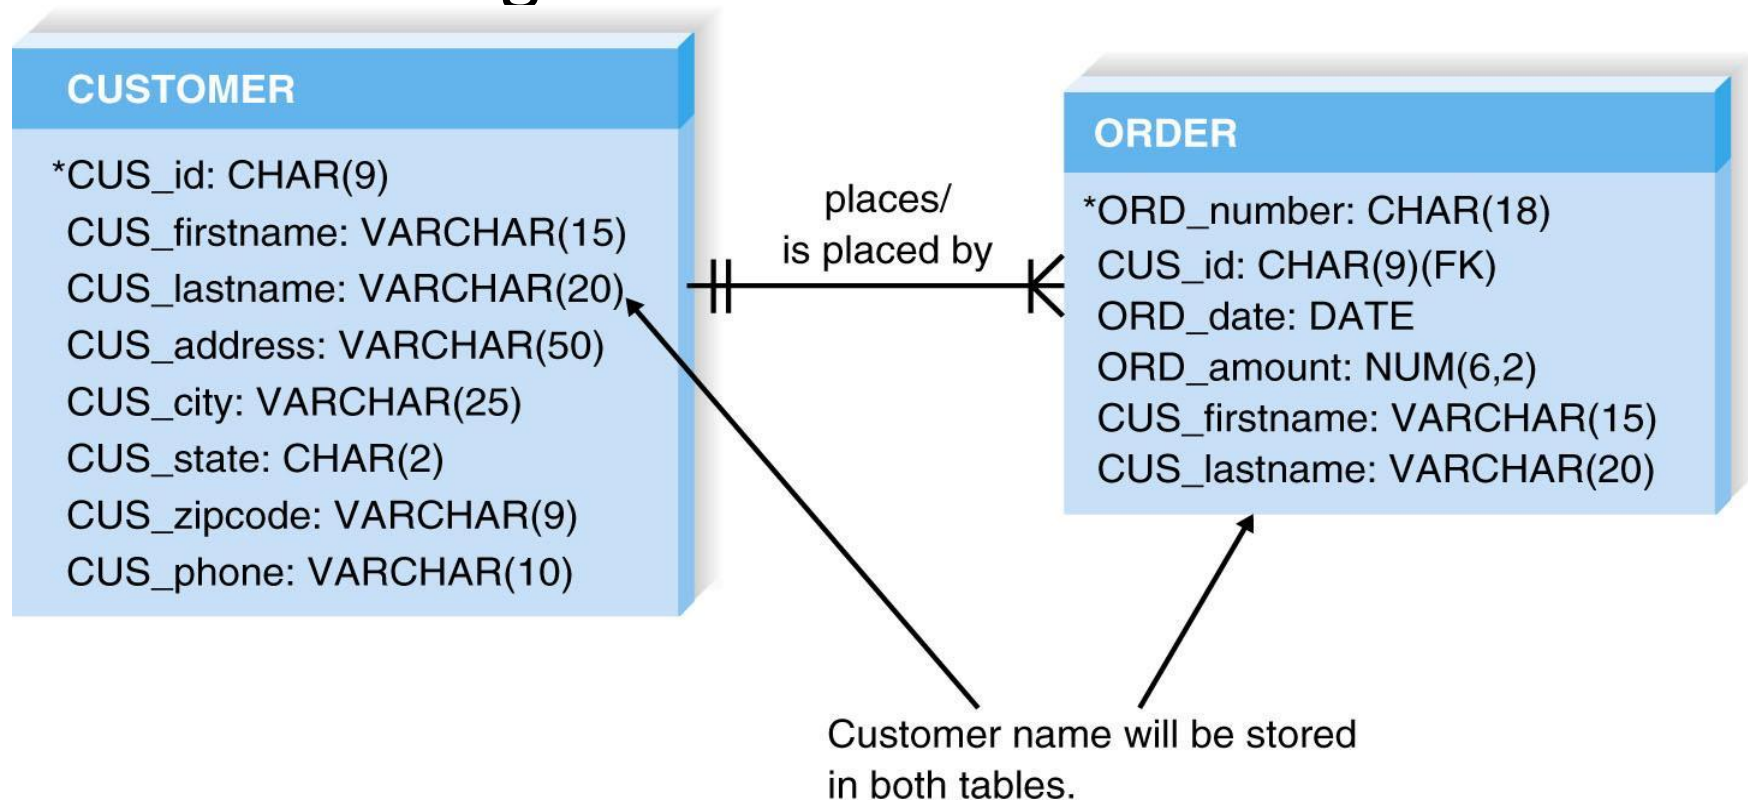 CUSTOMER
*CUS_id: CHAR(9)
CUS_firstname: VARCHAR(15)
CUS_lastname: VARCHAR(20)
CUS_address: VARCHAR(50)
CUS_city: VARCHAR(25)
CUS_state: CHAR(2)
CUS_zipcode: VARCHAR(9)
CUS_phone: VARCHAR(10)
places/
is placed by
ORDER
*ORD_number: CHAR(18)
CUS_id: CHAR(9)(FK)
ORD_date: DATE
ORD_amount: NUM(6,2)
CUS_firstname: VARCHAR(15)
CUS_lastname: VARCHAR(20)
Customer name will be stored
in both tables.